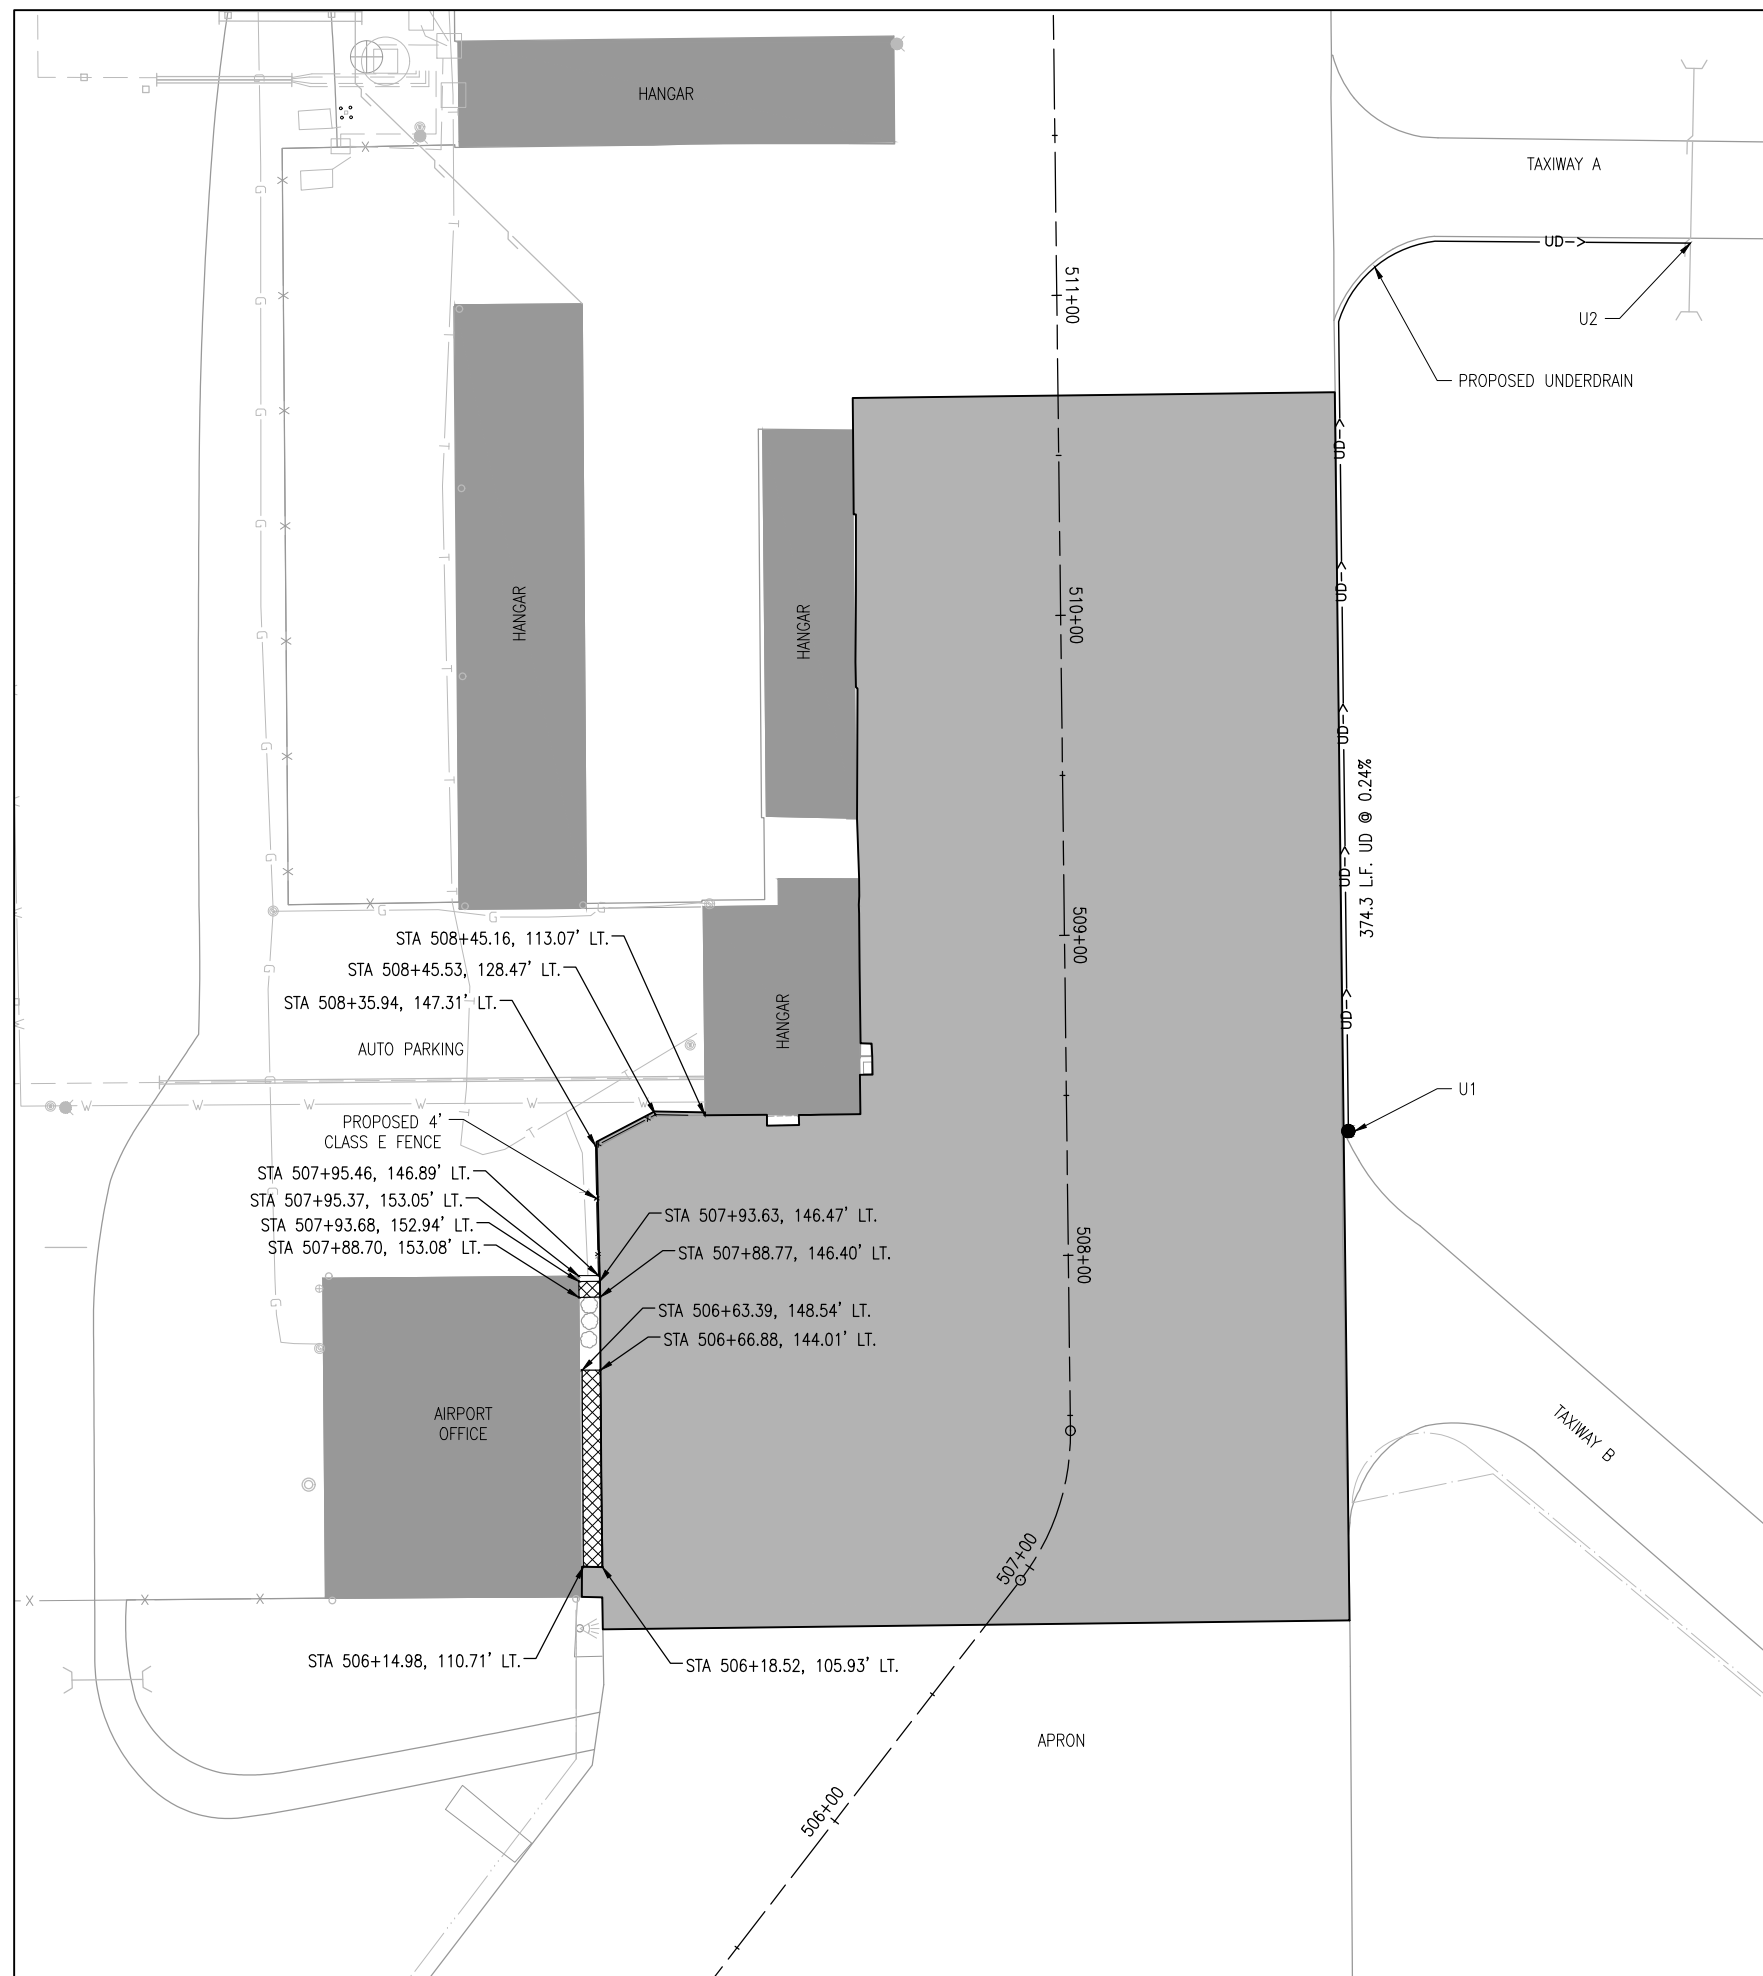 HANGAR
TAXIWAY A
UD
U2
511+00
PROPOSED UNDERDRAIN
UD
UD
HANGAR
HANGAR
510+00
UD
374.3 L.F. UD @ 0.24%
UD
509+00
STA 508+45.16, 113.07' LT.
STA 508+45.53, 128.47' LT.
STA 508+35.94, 147.31' LT.
HANGAR
UD
AUTO PARKING
U1
PROPOSED 4'
CLASS E FENCE
STA 507+95.46, 146.89' LT.
STA 507+95.37, 153.05' LT.
STA 507+93.68, 152.94' LT.
STA 507+88.70, 153.08' LT.
STA 507+93.63, 146.47' LT.
STA 507+88.77, 146.40' LT.
508+00
STA 506+63.39, 148.54' LT.
STA 506+66.88, 144.01' LT.
AIRPORT
OFFICE
TAXIWAY B
507+00
STA 506+14.98, 110.71' LT.
STA 506+18.52, 105.93' LT.
APRON
506+00